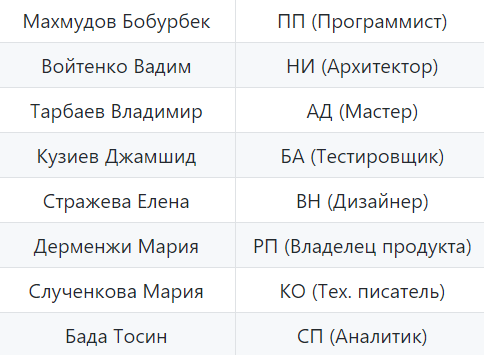 Махмудов Бобурбек ПП (Программист)
Войтенко Вадим НИ (Архитектор)
Тарбаев Владимир АД (Мастер)
Кузиев Джамшид БА (Тестировщик)
Стражева Елена ВН (Дизайнер)
Дерменжи Мария РП (Владелец продукта)
Слученкова Мария КО (Тех. писатель)
Бада Тосин СП (Аналитик)